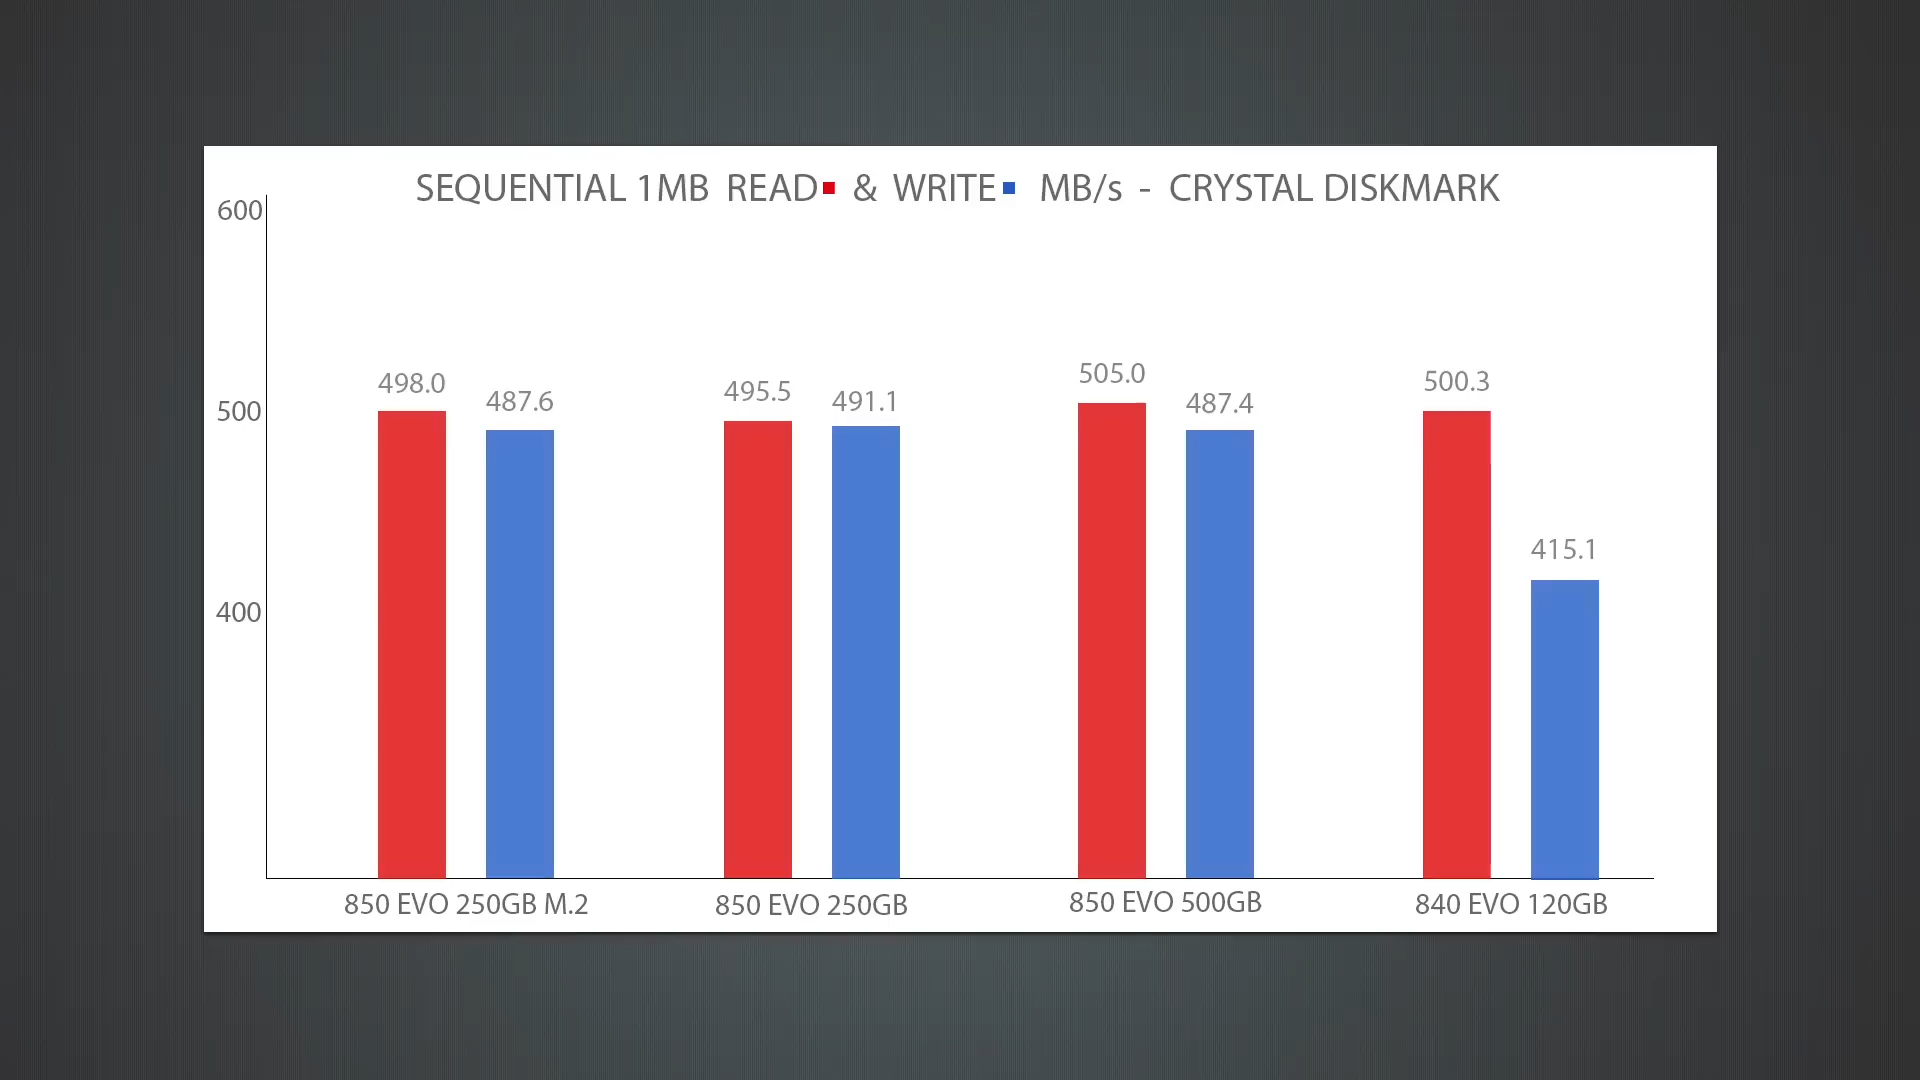 SEQUENTIAL 1MB READ & WRITE MB/s - CRYSTAL DISKMARK
600
500
400
498.0
487.6
495.5
491.1
505.0
487.4
500.3
415.1
850 EVO 250GB M.2
850 EVO 250GB
850 EVO 500GB
840 EVO 120GB